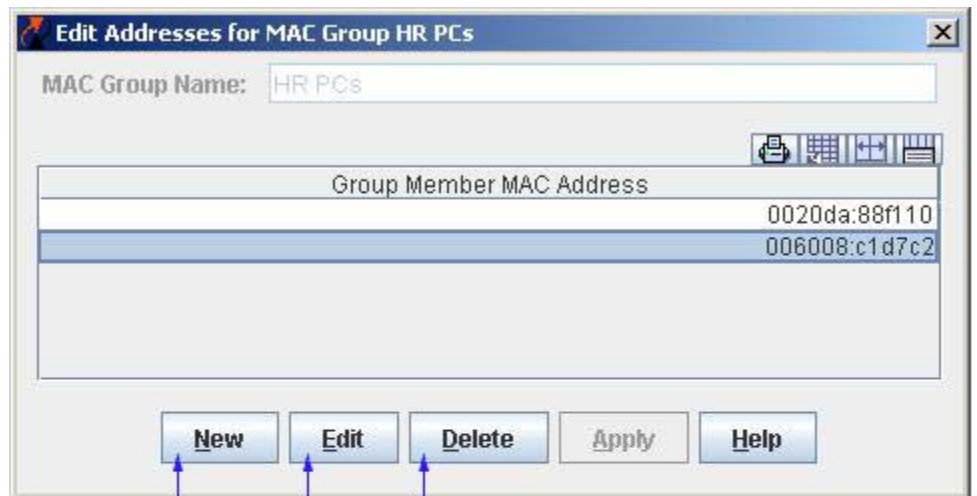 Edit Addresses for MAC Group HR PCs
MAC Group Name: HR PCs
Group Member MAC Address
0020da:88f110
006008:c1d7c2
New Edit Delete Apply Help